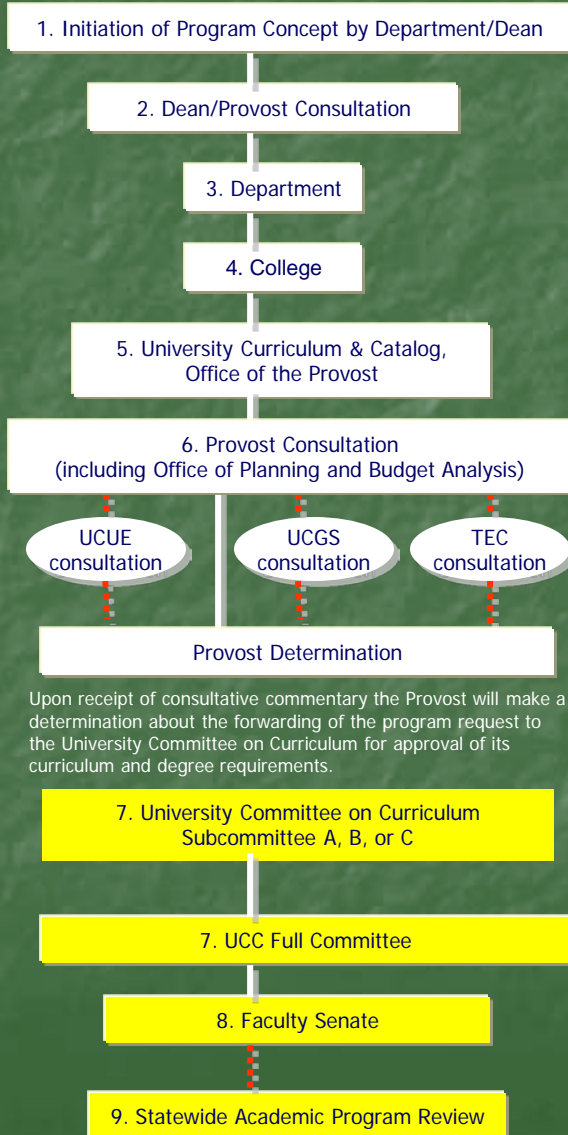 1. Initiation of Program Concept by Department/Dean
2. Dean/Provost Consultation
3. Department
4. College
5. University Curriculum & Catalog,
Office of the Provost
6. Provost Consultation
(including Office of Planning and Budget Analysis)
UCUE
consultation
UCGS
consultation
TEC
consultation
Provost Determination
Upon receipt of consultative commentary the Provost will make a
determination about the forwarding of the program request to
the University Committee on Curriculum for approval of its
curriculum and degree requirements.
7. University Committee on Curriculum
Subcommittee A, B, or C
7. UCC Full Committee
8. Faculty Senate
9. Statewide Academic Program Review